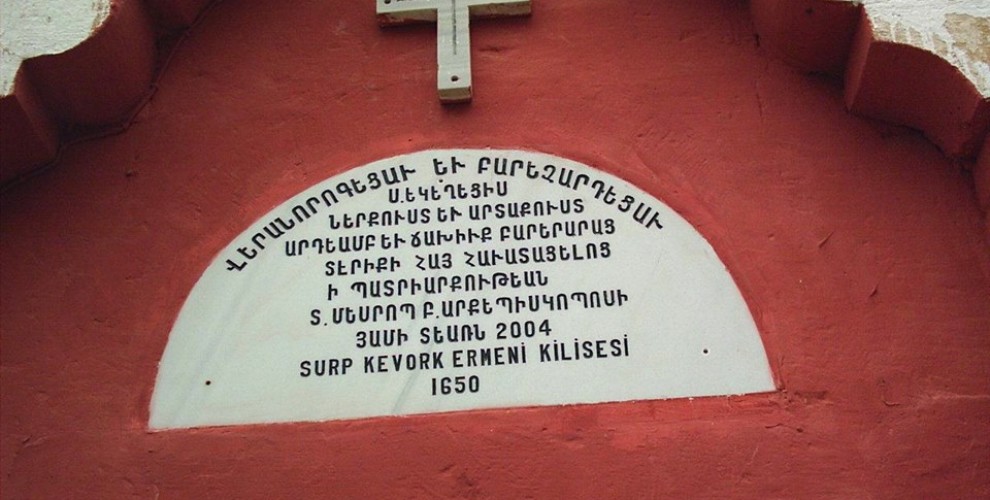 ՎԵՐԱՆՈՐՈԳԵՑԱՒ ԵՒ ԲԱՐԵԶԱՐԴԵՑԱՒ
Ս.ԵԿԵՂԵՑԻՍ
ՆԵՐՔՈՒՍՏ ԵՒ ԱՐՏԱՔՈՒՍՏ
ԱՐԴԵԱՄԲ ԵՒ ԾԱԽԻՒՔ ԲԱՐԵՐԱՐԱՑ
ՏԷՐԻՔԻ ՀԱՅ ՀԱՒԱՏԱՑԵԼՈՑ
Ի ՊԱՏՐԻԱՐՔՈՒԹԵԱՆ
Տ.ՄԵՍՐՈՊ Բ.ԱՐՔԵՊԻՍԿՈՊՈՍԻ
ՅԱՄԻ ՏԵԱՌՆ 2004
SURP KEVORK ERMENİ KİLİSESİ
1650